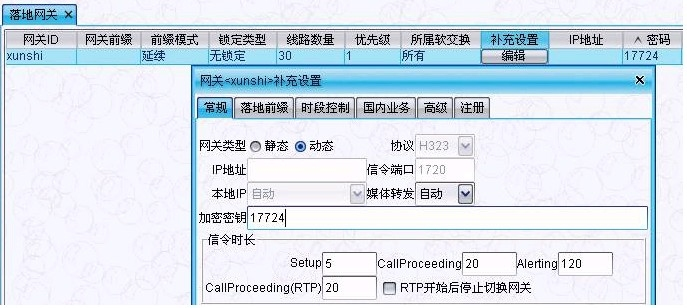 落地网关 ×
网关ID 网关前缀 前缀模式 锁定类型 线路数量 优先级 所属软交换 补充设置 IP地址 密码
xunshi 延续 无锁定 30 1 所有 编辑 17724
网关<xunshi>补充设置 ×
常规 落地前缀 时段控制 国内业务 高级 注册
网关类型 静态 动态 协议 H323
IP地址 信令端口 1720
本地IP 自动 媒体转发 自动
加密密钥 17724
信令时长
Setup 5 CallProceeding 20 Alerting 120
CallProceeding(RTP) 20 RTP开始后停止切换网关